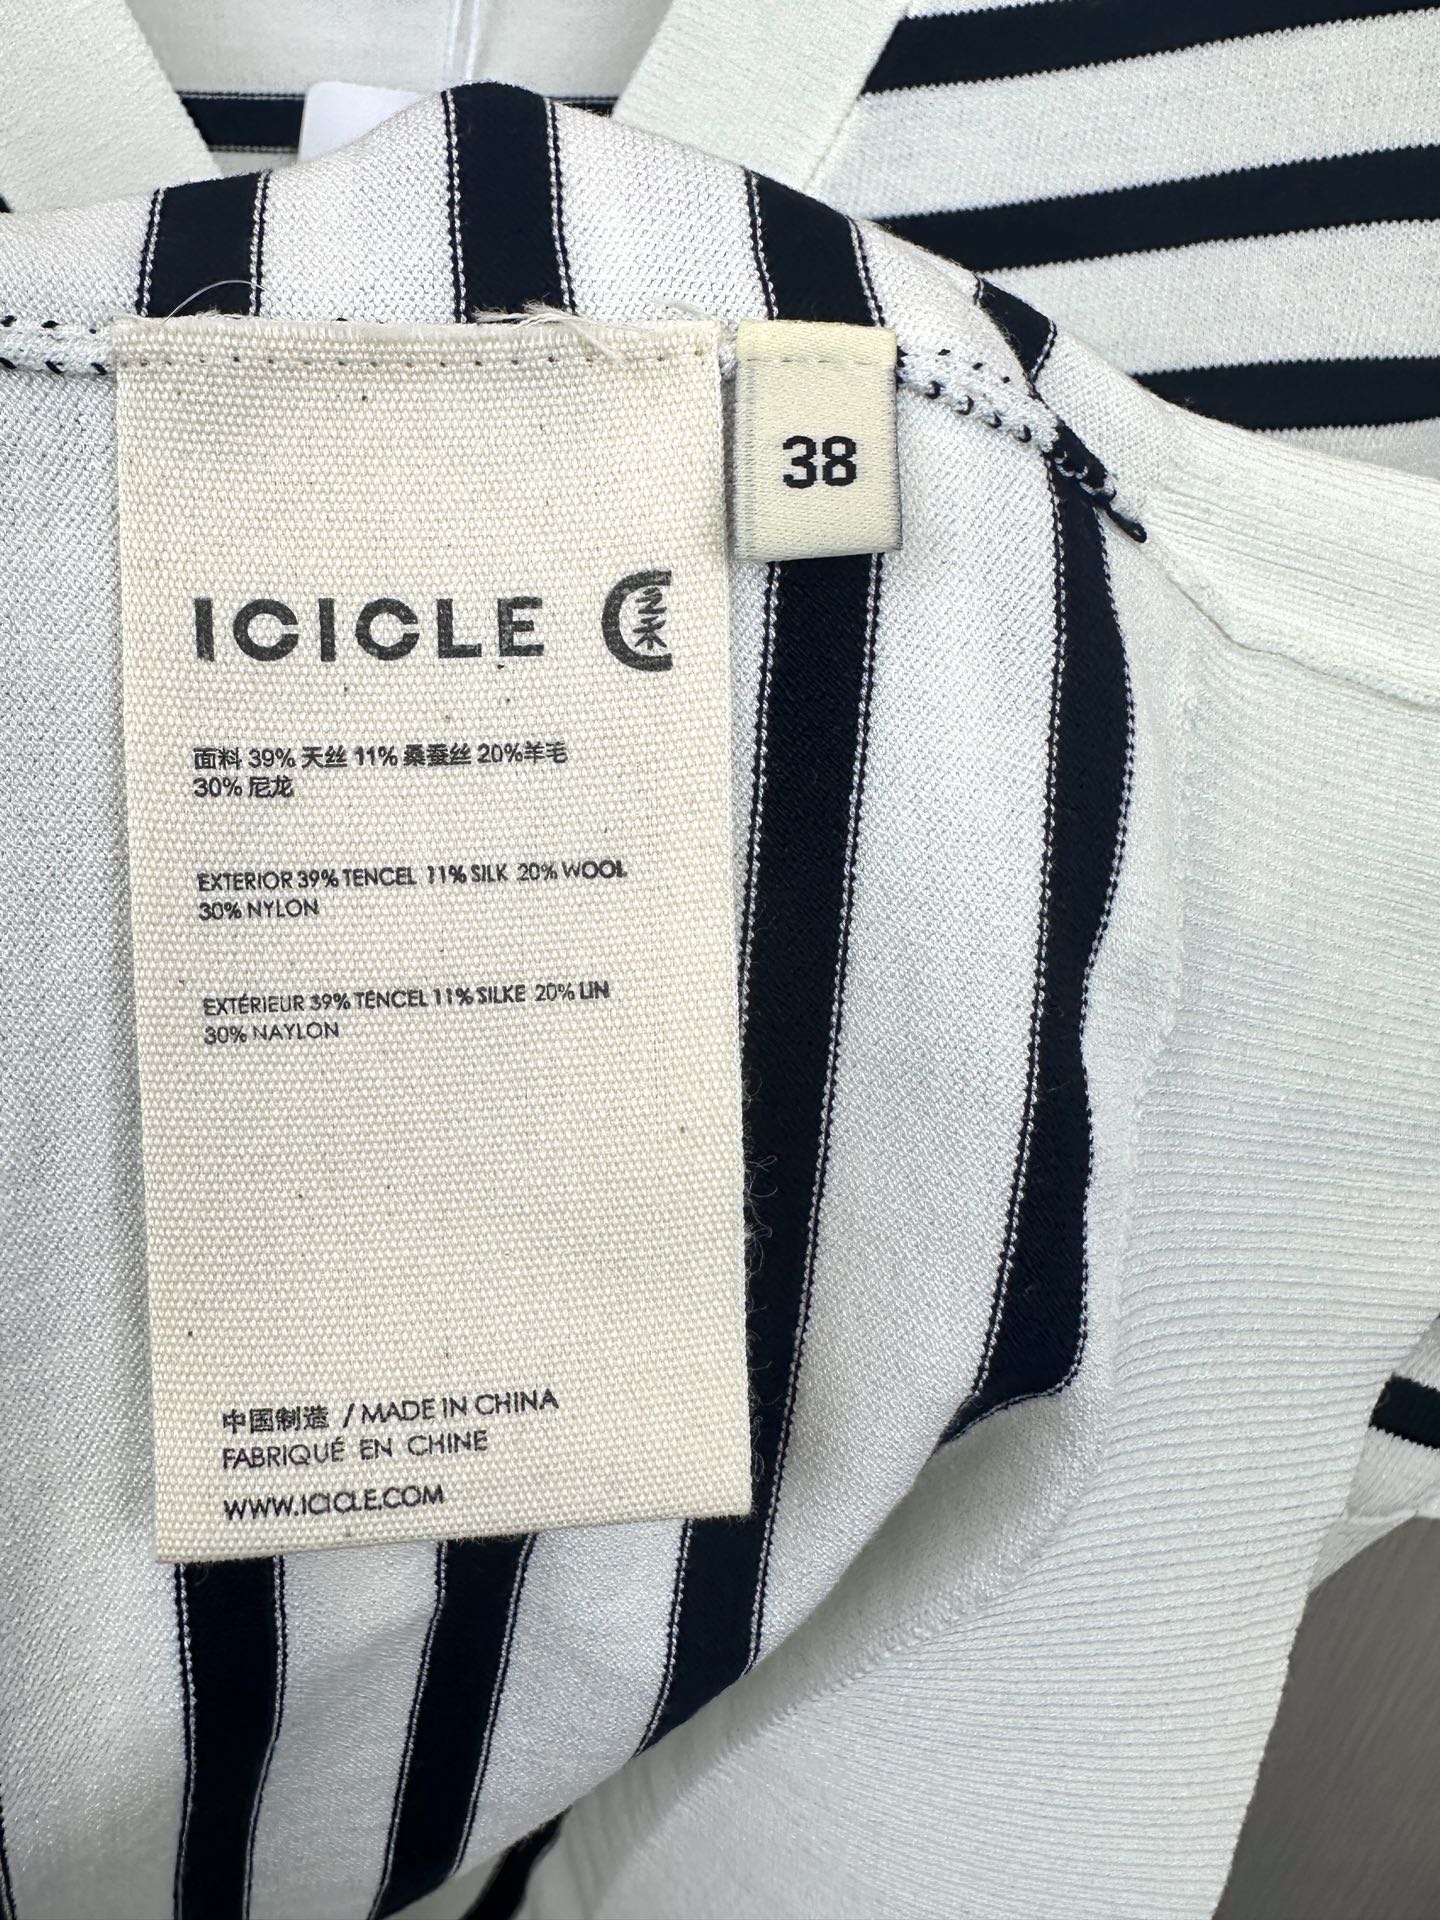 38
ICICLE 之禾
面料 39% 天丝 11% 桑蚕丝 20%羊毛
30% 尼龙
EXTERIOR 39% TENCEL 11% SILK 20% WOOL
30% NYLON
EXTÉRIEUR 39% TENCEL 11% SILKE 20% LIN
30% NAYLON
中国制造 / MADE IN CHINA
FABRIQUÉ EN CHINE
WWW.ICICLE.COM